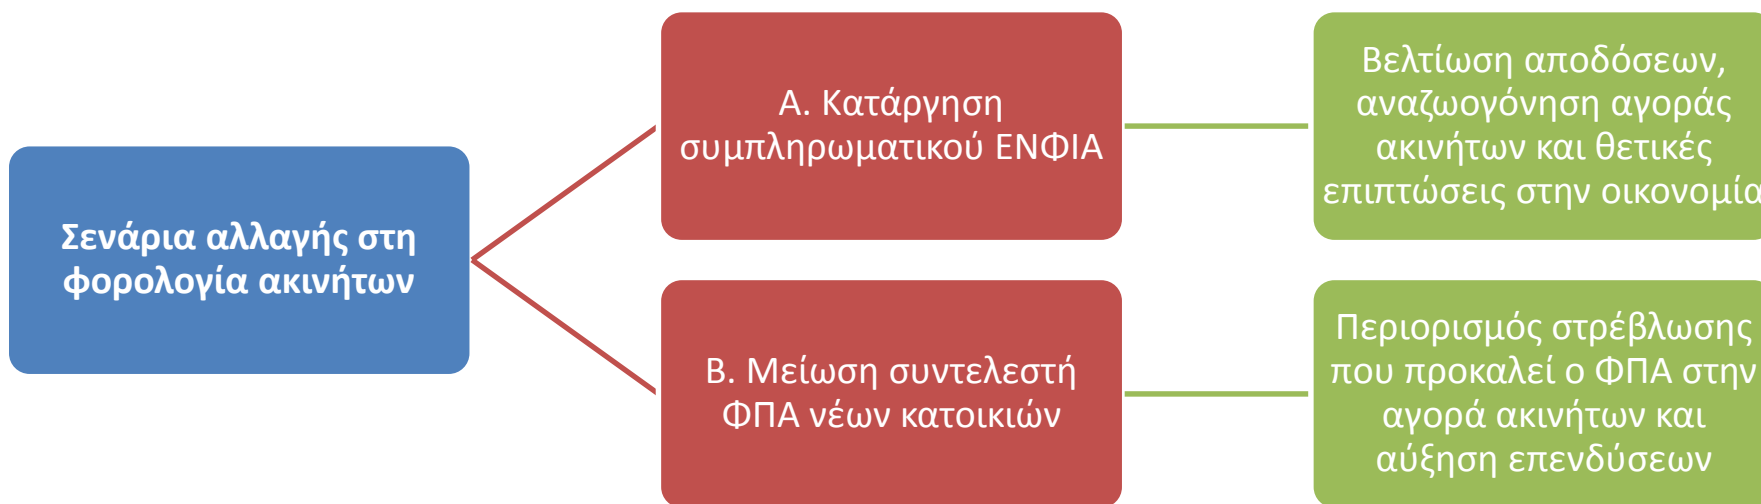 Σενάρια αλλαγής στη
φορολογία ακινήτων
Α. Κατάργηση
συμπληρωματικού ΕΝΦΙΑ
Βελτίωση αποδόσεων,
αναζωογόνηση αγοράς
ακινήτων και θετικές
επιπτώσεις στην οικονομία
Β. Μείωση συντελεστή
ΦΠΑ νέων κατοικιών
Περιορισμός στρέβλωσης
που προκαλεί ο ΦΠΑ στην
αγορά ακινήτων και
αύξηση επενδύσεων